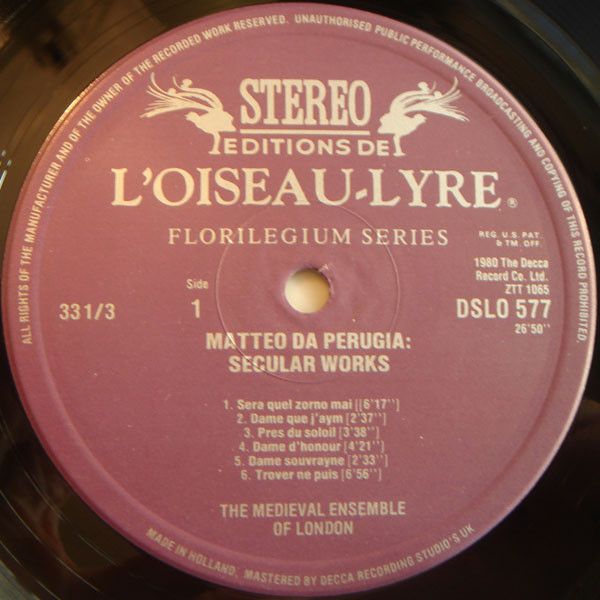 ALL RIGHTS OF THE MANUFACTURER AND OF THE OWNER OF THE RECORDED WORK RESERVED. UNAUTHORISED PUBLIC PERFORMANCE BROADCASTING AND COPYING OF THIS RECORD PROHIBITED.
STEREO
EDITIONS DE
L'OISEAU-LYRE®
FLORILEGIUM SERIES
REG. U.S. PAT.
& TM. OFF.
1980 The Decca
Record Co. Ltd.
ZTT 1065
Side
33 1/3
1
DSLO 577
26'50''
MATTEO DA PERUGIA:
SECULAR WORKS
1. Sera quel zorno mai [[6'17'']
2. Dame que j'aym [2'37'']
3. Pres du soloil [3'38'']
4. Dame d'honour [4'21'']
5. Dame souvrayne [2'33'']
6. Trover ne puis [6'56'']
THE MEDIEVAL ENSEMBLE
OF LONDON
MADE IN HOLLAND, MASTERED BY DECCA RECORDING STUDIO'S UK